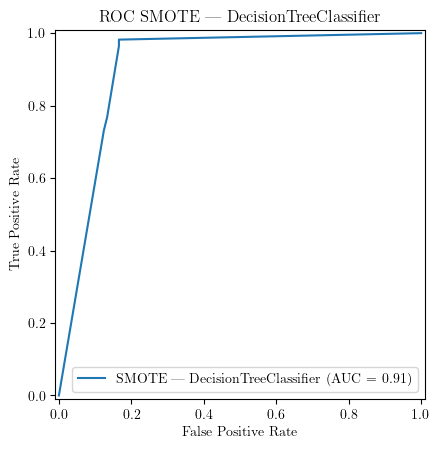 ROC SMOTE — DecisionTreeClassifier
1.0
0.8
0.6
0.4
0.2
0.0
True Positive Rate
SMOTE — DecisionTreeClassifier (AUC = 0.91)
0.0 0.2 0.4 0.6 0.8 1.0
False Positive Rate